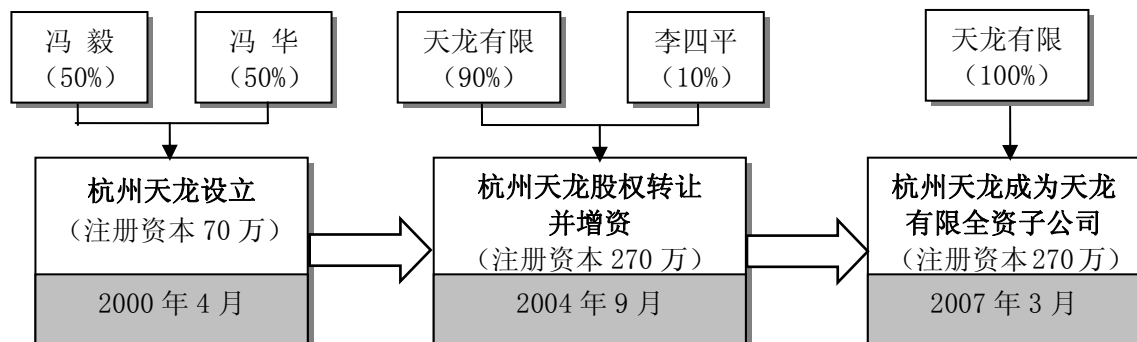 冯 毅
（50%）
冯 华
（50%）
天龙有限
（90%）
李四平
（10%）
天龙有限
（100%）
杭州天龙设立
（注册资本 70 万）
2000 年 4 月
杭州天龙股权转让
并增资
（注册资本 270 万）
2004 年 9 月
杭州天龙成为天龙
有限全资子公司
（注册资本 270 万）
2007 年 3 月